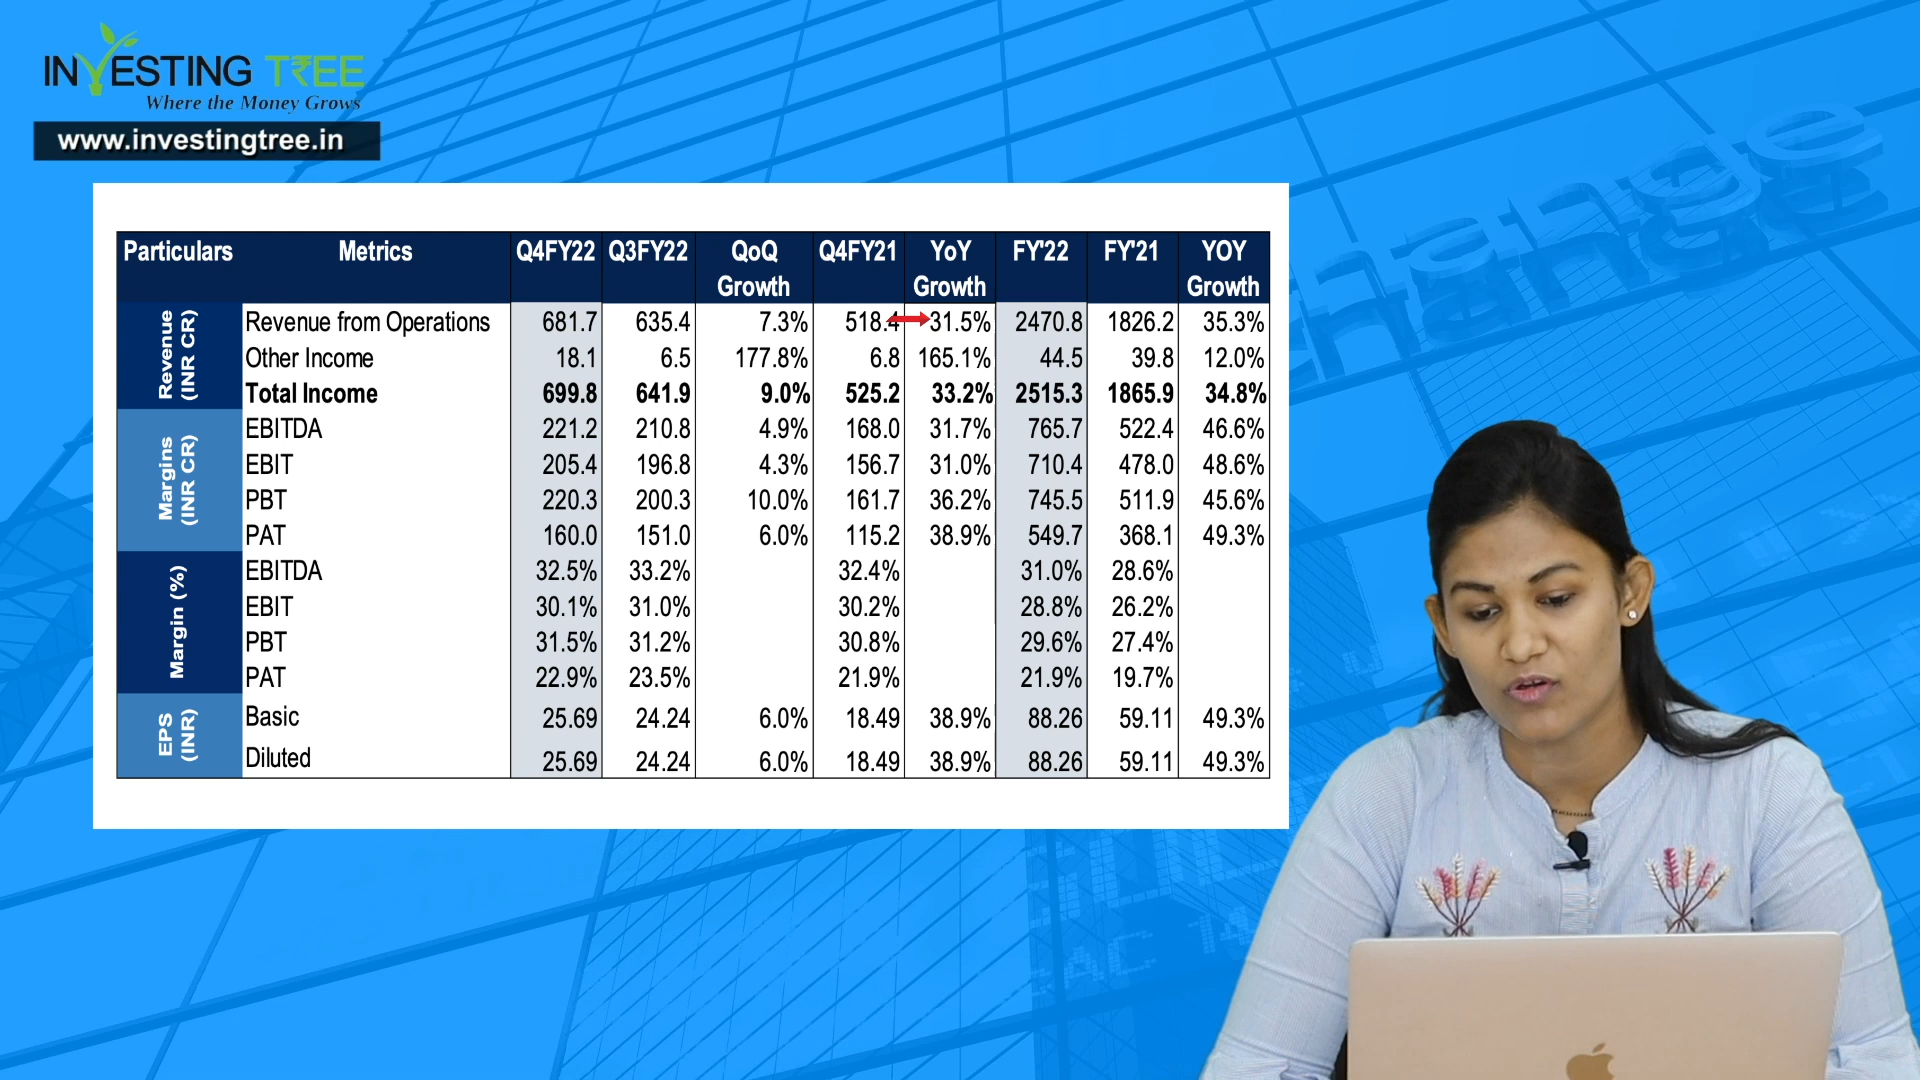 INVESTING TREE
Where the Money Grows
www.investingtree.in
Particulars Metrics Q4FY22 Q3FY22 QoQ Growth Q4FY21 YoY Growth FY'22 FY'21 YOY Growth
Revenue (INR CR)
Revenue from Operations 681.7 635.4 7.3% 518.4 31.5% 2470.8 1826.2 35.3%
Other Income 18.1 6.5 177.8% 6.8 165.1% 44.5 39.8 12.0%
Total Income 699.8 641.9 9.0% 525.2 33.2% 2515.3 1865.9 34.8%
Margins (INR CR)
EBITDA 221.2 210.8 4.9% 168.0 31.7% 765.7 522.4 46.6%
EBIT 205.4 196.8 4.3% 156.7 31.0% 710.4 478.0 48.6%
PBT 220.3 200.3 10.0% 161.7 36.2% 745.5 511.9 45.6%
PAT 160.0 151.0 6.0% 115.2 38.9% 549.7 368.1 49.3%
Margin (%)
EBITDA 32.5% 33.2% 32.4% 31.0% 28.6%
EBIT 30.1% 31.0% 30.2% 28.8% 26.2%
PBT 31.5% 31.2% 30.8% 29.6% 27.4%
PAT 22.9% 23.5% 21.9% 21.9% 19.7%
EPS (INR)
Basic 25.69 24.24 6.0% 18.49 38.9% 88.26 59.11 49.3%
Diluted 25.69 24.24 6.0% 18.49 38.9% 88.26 59.11 49.3%